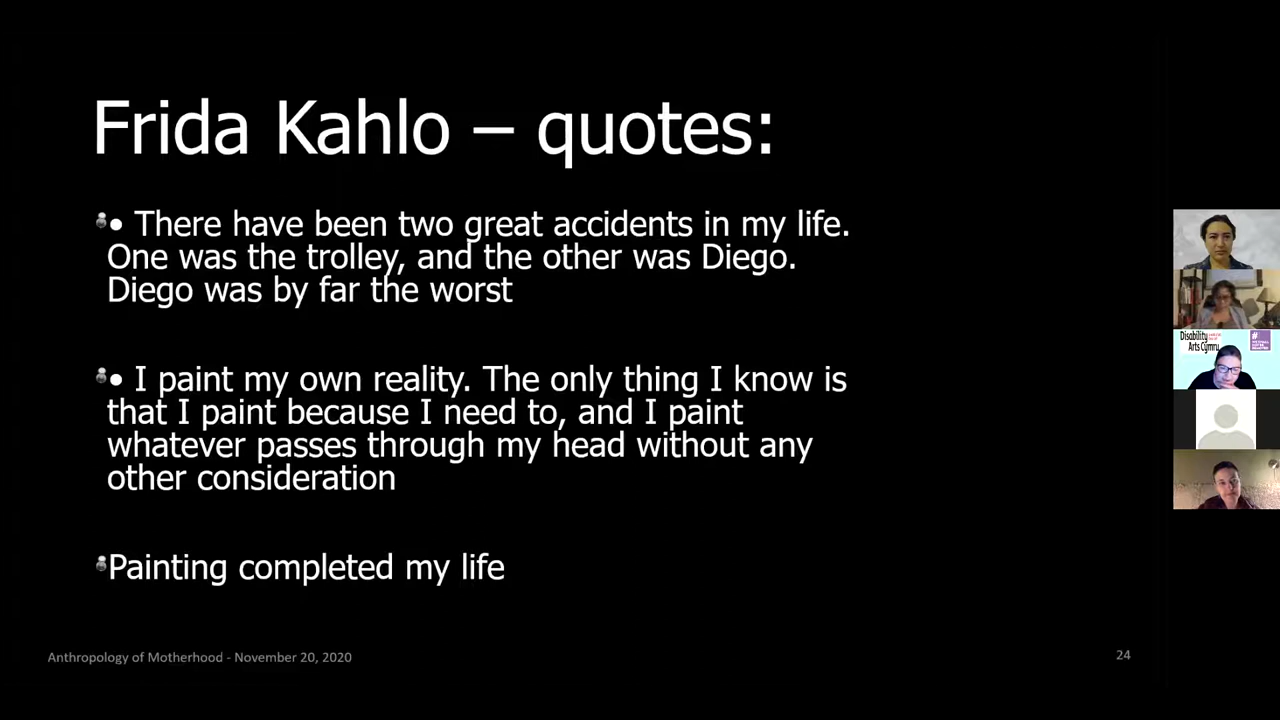 Frida Kahlo – quotes:
• There have been two great accidents in my life.
One was the trolley, and the other was Diego.
Diego was by far the worst
• I paint my own reality. The only thing I know is
that I paint because I need to, and I paint
whatever passes through my head without any
other consideration
Painting completed my life
Anthropology of Motherhood - November 20, 2020
24
Disability
Arts Cymru